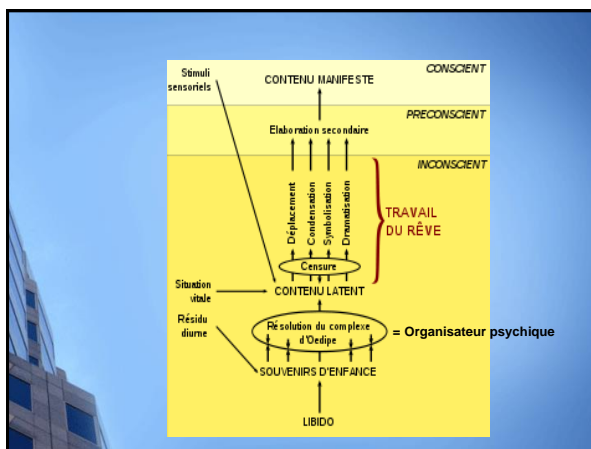 CONSCIENT
Stimuli
sensoriels
CONTENU MANIFESTE
PRECONSCIENT
Elaboration secondaire
INCONSCIENT
Déplacement
Condensation
Symbolisation
Dramatisation
TRAVAIL
DU RÊVE
Censure
Situation
vitale
CONTENU LATENT
Résidu
diurne
Résolution du complexe
d'Oedipe
= Organisateur psychique
SOUVENIRS D'ENFANCE
LIBIDO